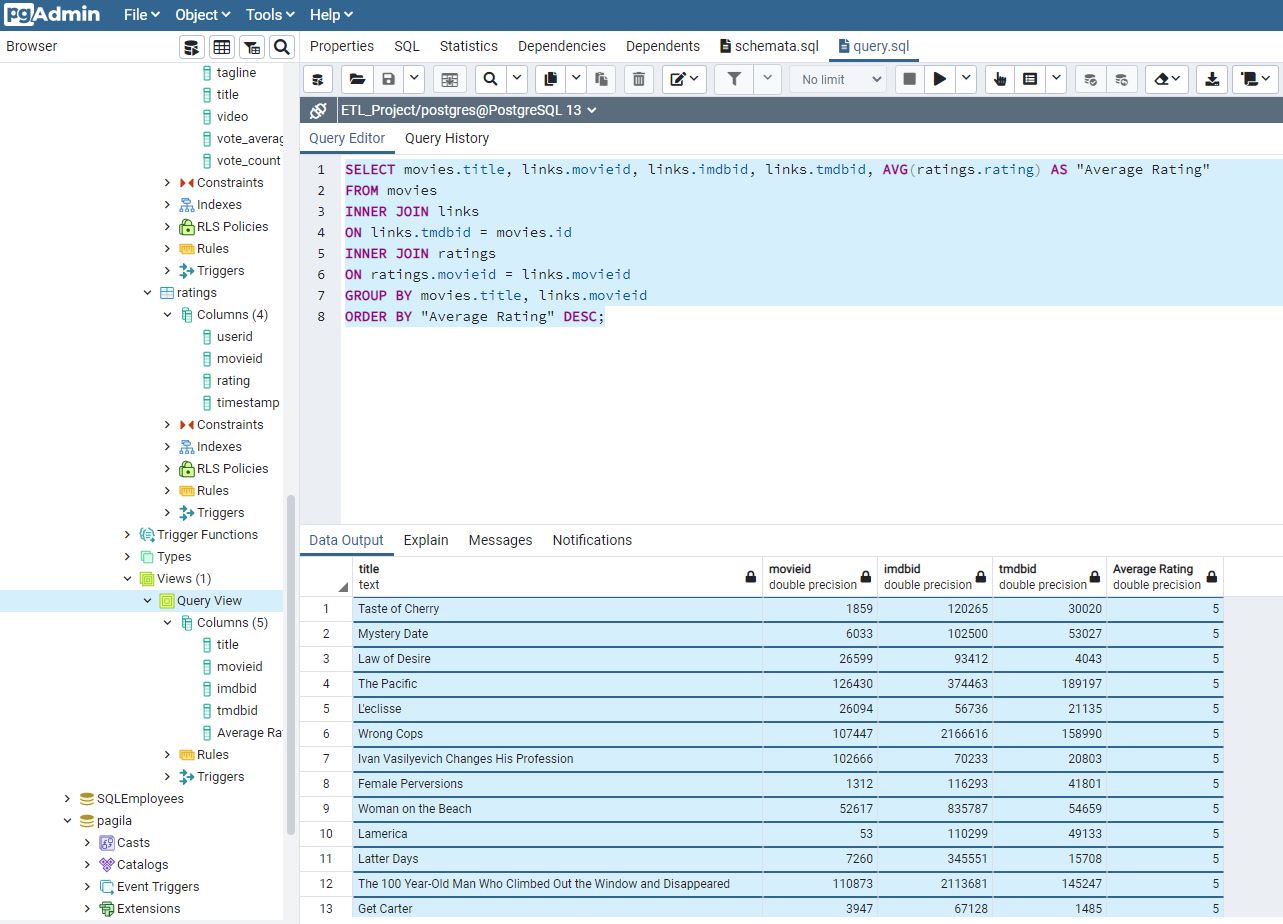 pgAdmin File Object Tools Help
Browser
Properties SQL Statistics Dependencies Dependents schemata.sql query.sql
tagline
title
video
vote_averag
vote_count
Constraints
Indexes
RLS Policies
Rules
Triggers
ratings
Columns (4)
userid
movieid
rating
timestamp
Constraints
Indexes
RLS Policies
Rules
Triggers
Trigger Functions
Types
Views (1)
Query View
Columns (5)
title
movieid
imdbid
tmdbid
Average Ra
Rules
Triggers
SQLEmployees
pagila
Casts
Catalogs
Event Triggers
Extensions
No limit
ETL_Project/postgres@PostgreSQL 13
Query Editor Query History
1 SELECT movies.title, links.movieid, links.imdbid, links.tmdbid, AVG(ratings.rating) AS "Average Rating"
2 FROM movies
3 INNER JOIN links
4 ON links.tmdbid = movies.id
5 INNER JOIN ratings
6 ON ratings.movieid = links.movieid
7 GROUP BY movies.title, links.movieid
8 ORDER BY "Average Rating" DESC;
Data Output Explain Messages Notifications
title movieid imdbid tmdbid Average Rating
text double precision double precision double precision double precision
1 Taste of Cherry 1859 120265 30020 5
2 Mystery Date 6033 102500 53027 5
3 Law of Desire 26599 93412 4043 5
4 The Pacific 126430 374463 189197 5
5 L'eclisse 26094 56736 21135 5
6 Wrong Cops 107447 2166616 158990 5
7 Ivan Vasilyevich Changes His Profession 102666 70233 20803 5
8 Female Perversions 1312 116293 41801 5
9 Woman on the Beach 52617 835787 54659 5
10 Lamerica 53 110299 49133 5
11 Latter Days 7260 345551 15708 5
12 The 100 Year-Old Man Who Climbed Out the Window and Disappeared 110873 2113681 145247 5
13 Get Carter 3947 67128 1485 5